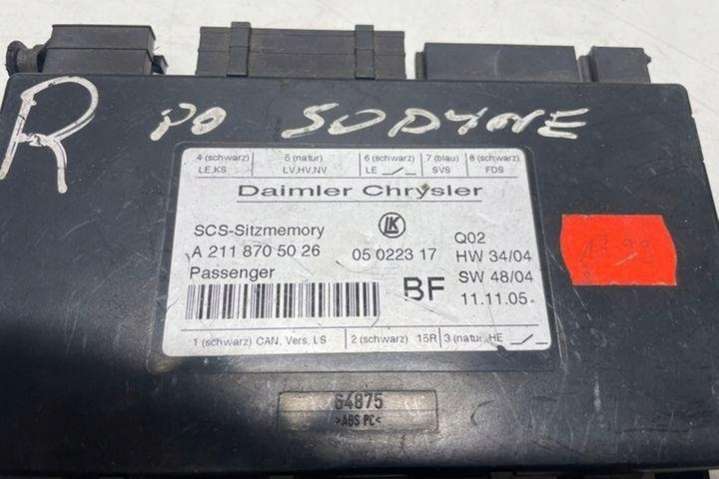 R PO SODYNE
4 (schwarz) 5 (natur) 6 (schwarz) 7 (blau) 8 (schwarz)
LE,KS LV,HV,NV LE SVS FDS
Daimler Chrysler
SCS-Sitzmemory LK Q02
A 211 870 50 26 05 0223 17 HW 34/04
Passenger BF SW 48/04
11.11.05
1 (schwarz) CAN, Vers. LS 2 (schwarz) 15R 3 (natur) HE
64875
>ABS PC<